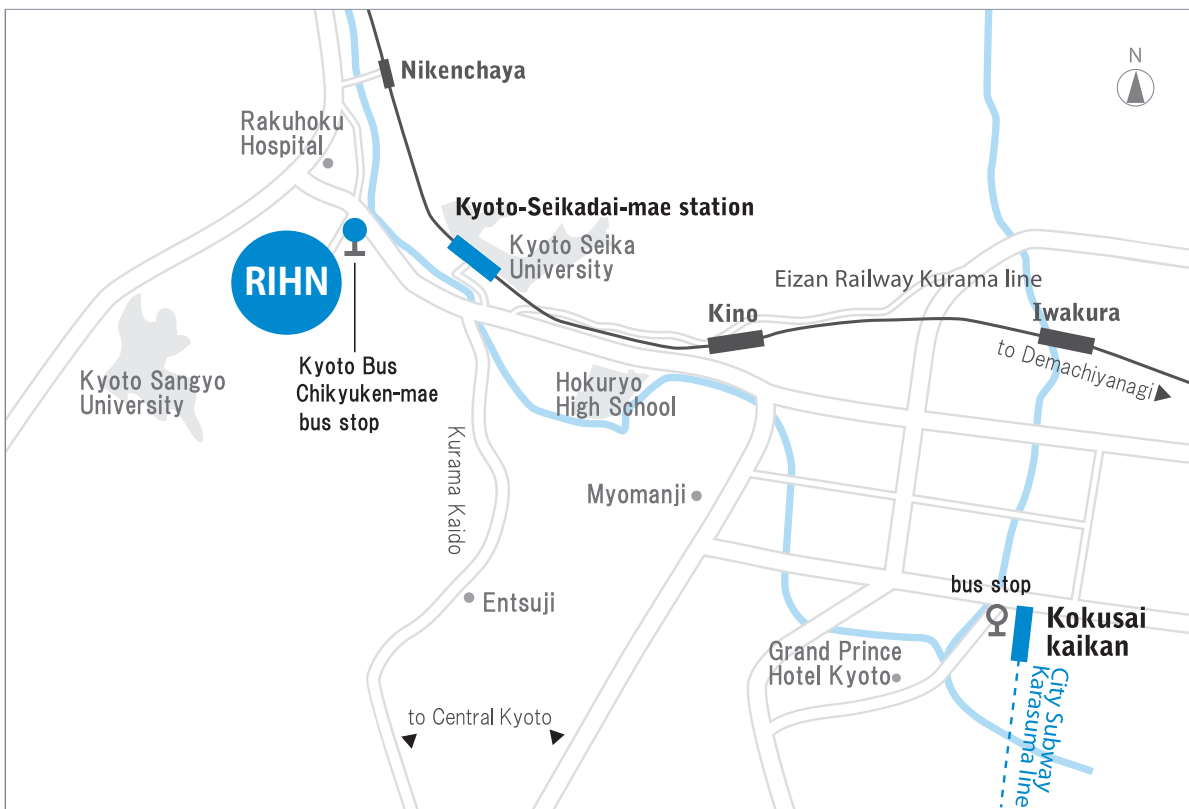 N
Nikenchaya
Rakuhoku
Hospital
Kyoto-Seikadai-mae station
Kyoto Seika
University
RIHN
Eizan Railway Kurama line
Kino
Iwakura
to Demachiyanagi
Kyoto Sangyo
University
Kyoto Bus
Chikyuken-mae
bus stop
Hokuryo
High School
Kurama Kaido
Myomanji
bus stop
Entsuji
Kokusai
kaikan
Grand Prince
Hotel Kyoto
City Subway
Karasuma line
to Central Kyoto